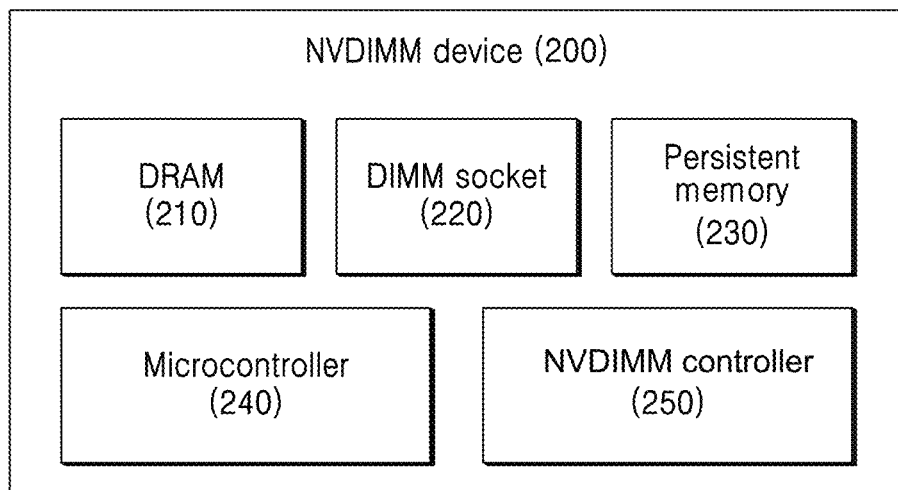 NVDIMM device (200)
DRAM
(210)
DIMM socket
(220)
Persistent
memory
(230)
Microcontroller
(240)
NVDIMM controller
(250)